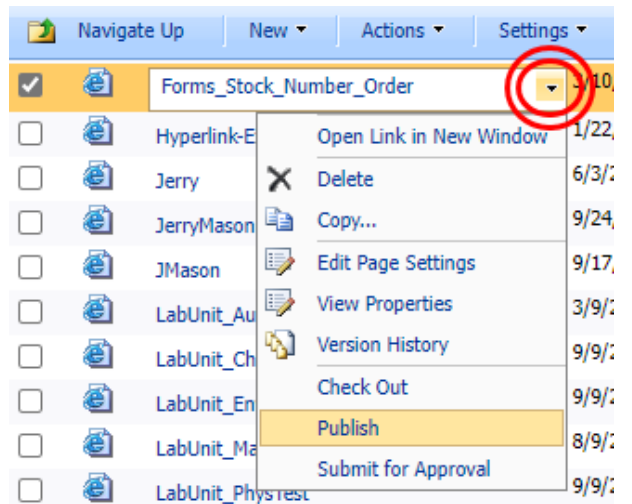 Navigate Up New Actions Settings
Forms_Stock_Number_Order 3/10,
Hyperlink-E Open Link in New Window 1/22,
Jerry Delete 6/3/2
JerryMason Copy... 9/24,
JMason Edit Page Settings 9/17,
LabUnit_Au View Properties 3/9/2
LabUnit_Ch Version History 9/9/2
LabUnit_En Check Out 9/9/2
LabUnit_Ma Publish 8/9/2
LabUnit_PhysTest Submit for Approval 9/9/2